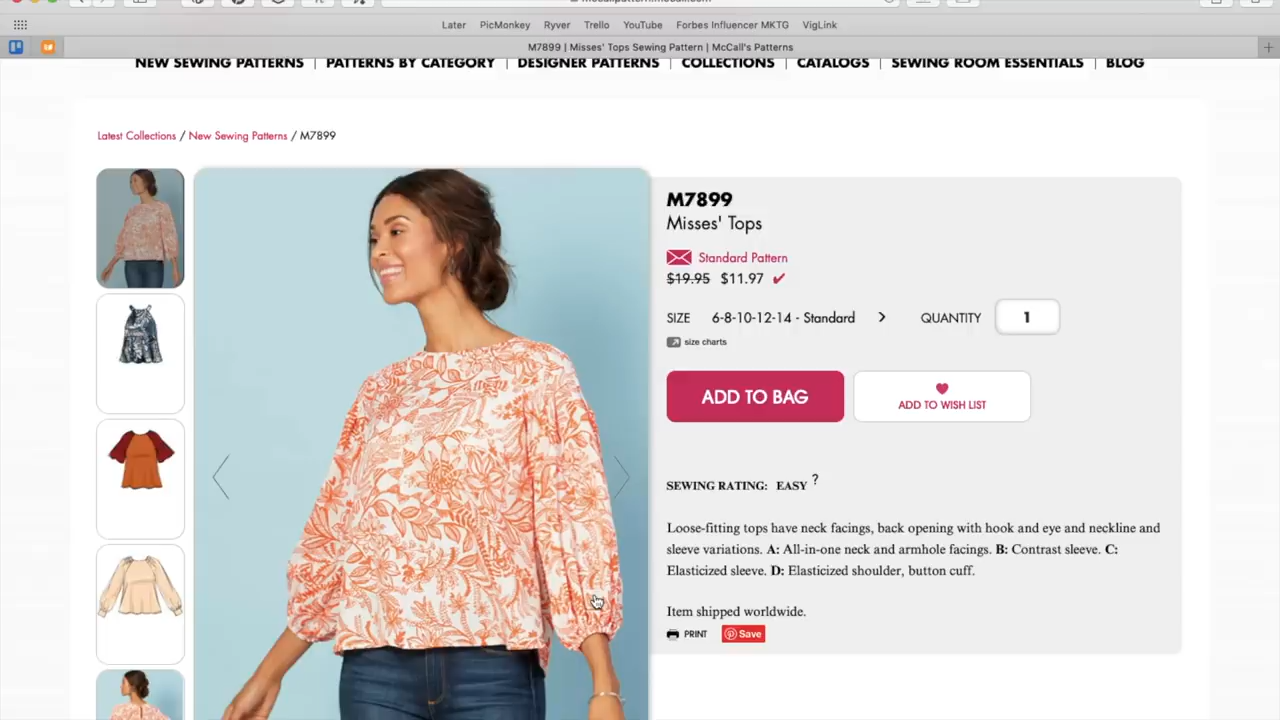 Later PicMonkey Ryver Trello YouTube Forbes Influencer MKTG VigLink
M7899 | Misses' Tops Sewing Pattern | McCall's Patterns
NEW SEWING PATTERNS | PATTERNS BY CATEGORY | DESIGNER PATTERNS | COLLECTIONS | CATALOGS | SEWING ROOM ESSENTIALS | BLOG
Latest Collections / New Sewing Patterns / M7899
M7899
Misses' Tops
Standard Pattern
$19.95 $11.97
SIZE 6-8-10-12-14 - Standard > QUANTITY 1
size charts
ADD TO BAG
ADD TO WISH LIST
SEWING RATING: EASY ?
Loose-fitting tops have neck facings, back opening with hook and eye and neckline and
sleeve variations. A: All-in-one neck and armhole facings. B: Contrast sleeve. C:
Elasticized sleeve. D: Elasticized shoulder, button cuff.
Item shipped worldwide.
PRINT Save